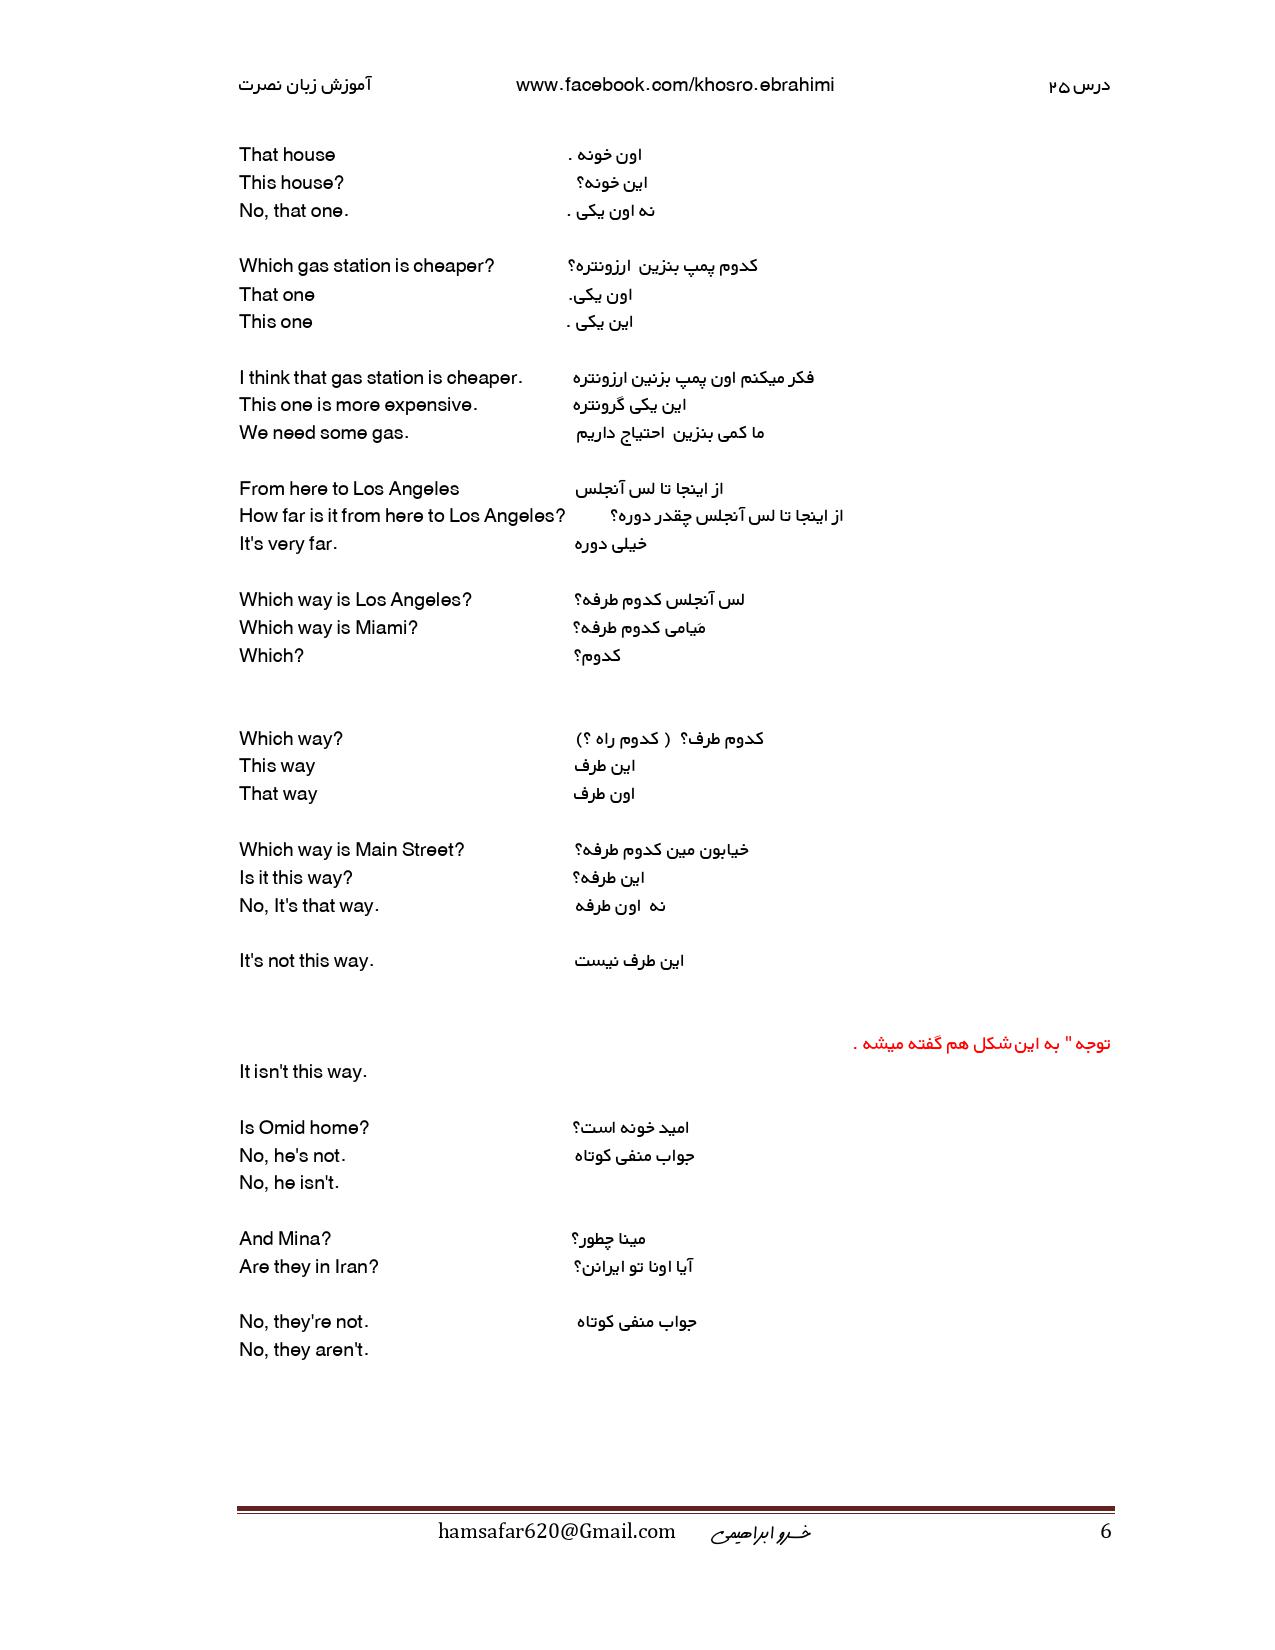 آموزش زبان نصرت www.facebook.com/khosro.ebrahimi درس ۲۵
That house اون خونه .
This house? این خونه؟
No, that one. نه اون یکی .
Which gas station is cheaper? کدوم پمپ بنزین ارزونتره؟
That one اون یکی.
This one این یکی .
I think that gas station is cheaper. فکر میکنم اون پمپ بزنین ارزونتره
This one is more expensive. این یکی گرونتره
We need some gas. ما کمی بنزین احتیاج داریم
From here to Los Angeles از اینجا تا لس آنجلس
How far is it from here to Los Angeles? از اینجا تا لس آنجلس چقدر دوره؟
It's very far. خیلی دوره
Which way is Los Angeles? لس آنجلس کدوم طرفه؟
Which way is Miami? مَیامی کدوم طرفه؟
Which? کدوم؟
Which way? کدوم طرف؟ ( کدوم راه ؟)
This way این طرف
That way اون طرف
Which way is Main Street? خیابون مین کدوم طرفه؟
Is it this way? این طرفه؟
No, It's that way. نه اون طرفه
It's not this way. این طرف نیست
توجه " به این شکل هم گفته میشه .
It isn't this way.
Is Omid home? امید خونه است؟
No, he's not. جواب منفی کوتاه
No, he isn't.
And Mina? مینا چطور؟
Are they in Iran? آیا اونا تو ایرانن؟
No, they're not. جواب منفی کوتاه
No, they aren't.
hamsafar620@Gmail.com خسرو ابراهیمی 6